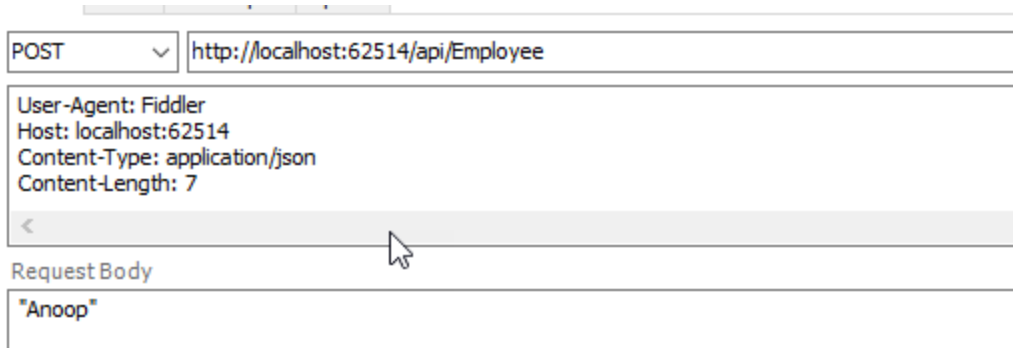 POST
http://localhost:62514/api/Employee
User-Agent: Fiddler
Host: localhost:62514
Content-Type: application/json
Content-Length: 7
Request Body
"Anoop"